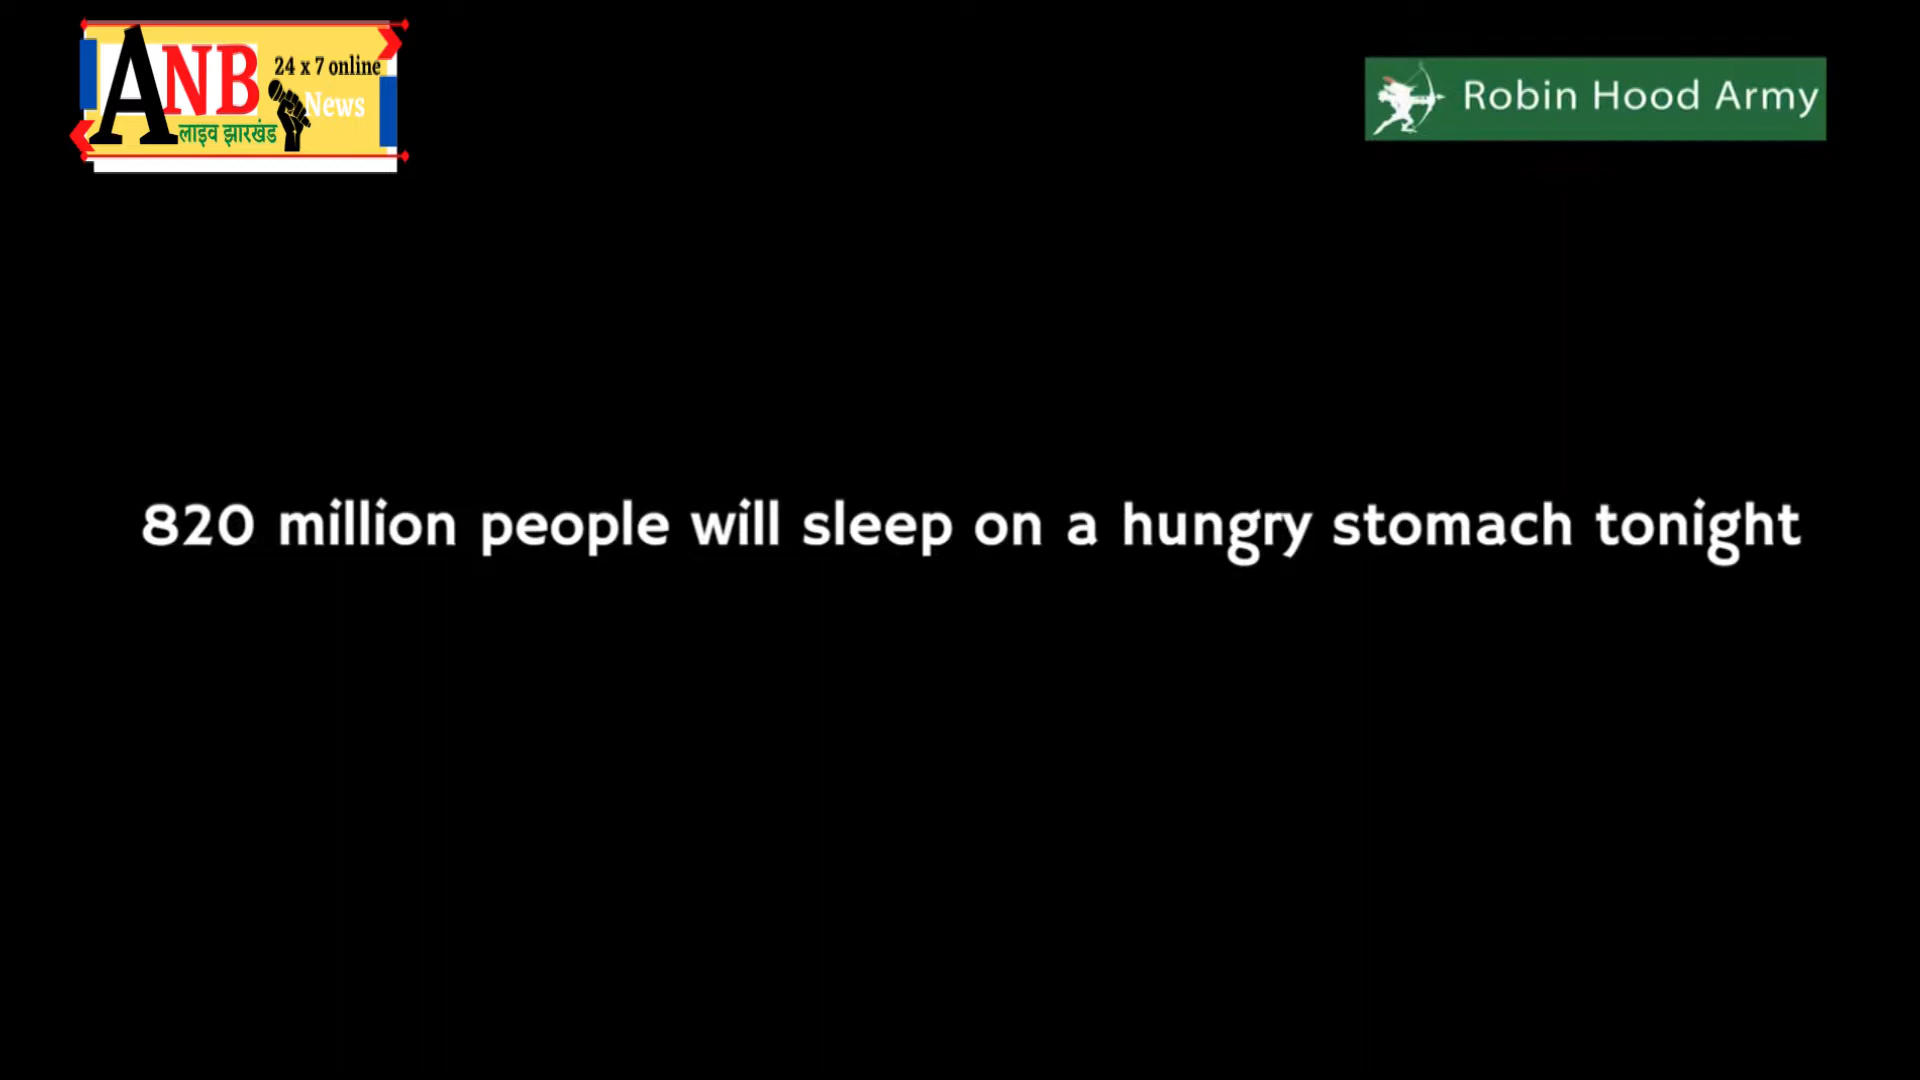 ANB
24 x 7 online
News
लाइव झारखंड
Robin Hood Army
820 million people will sleep on a hungry stomach tonight